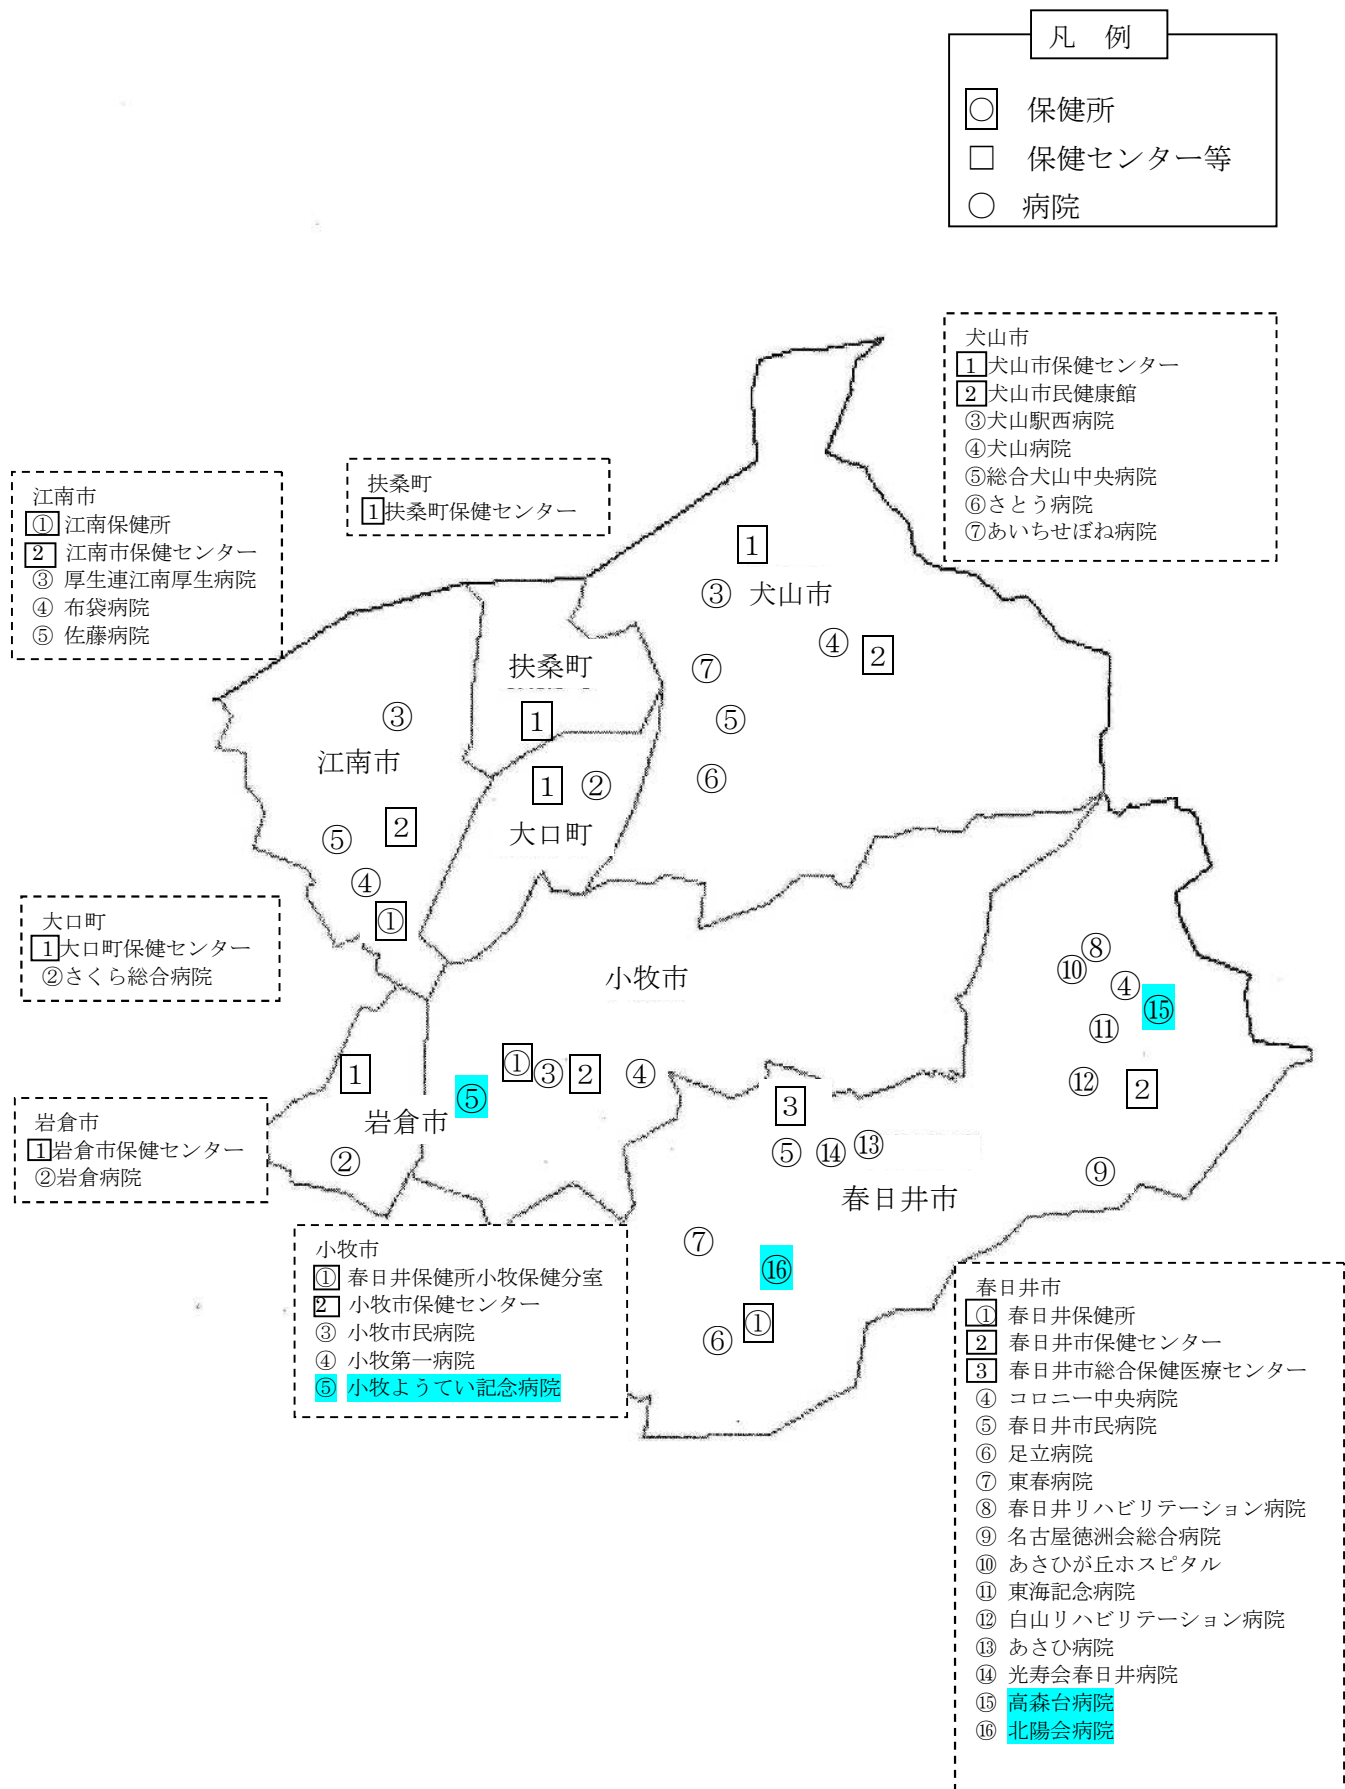 凡　例
○ 保健所
□ 保健センター等
○ 病院
犬山市
1 犬山市保健センター
2 犬山市民健康館
③犬山駅西病院
④犬山病院
⑤総合犬山中央病院
⑥さとう病院
⑦あいちせぼね病院
扶桑町
1 扶桑町保健センター
江南市
① 江南保健所
2 江南市保健センター
③ 厚生連江南厚生病院
④ 布袋病院
⑤ 佐藤病院
1
③ 犬山市
④ 2
扶桑町
⑦
③
1
⑤
江南市
1 ②
⑥
2
大口町
⑤
④
①
大口町
1 大口町保健センター
②さくら総合病院
小牧市
⑧
⑩
④
⑮
⑪
1
① ③ 2 ④
⑤
⑫ 2
3
岩倉市
②
⑤ ⑭ ⑬
⑨
春日井市
岩倉市
1 岩倉市保健センター
②岩倉病院
⑦
⑯
①
⑥
小牧市
① 春日井保健所小牧保健分室
2 小牧市保健センター
③ 小牧市民病院
④ 小牧第一病院
⑤ 小牧ようてい記念病院
春日井市
① 春日井保健所
2 春日井市保健センター
3 春日井市総合保健医療センター
④ コロニー中央病院
⑤ 春日井市民病院
⑥ 足立病院
⑦ 東春病院
⑧ 春日井リハビリテーション病院
⑨ 名古屋徳洲会総合病院
⑩ あさひが丘ホスピタル
⑪ 東海記念病院
⑫ 白山リハビリテーション病院
⑬ あさひ病院
⑭ 光寿会春日井病院
⑮ 高森台病院
⑯ 北陽会病院